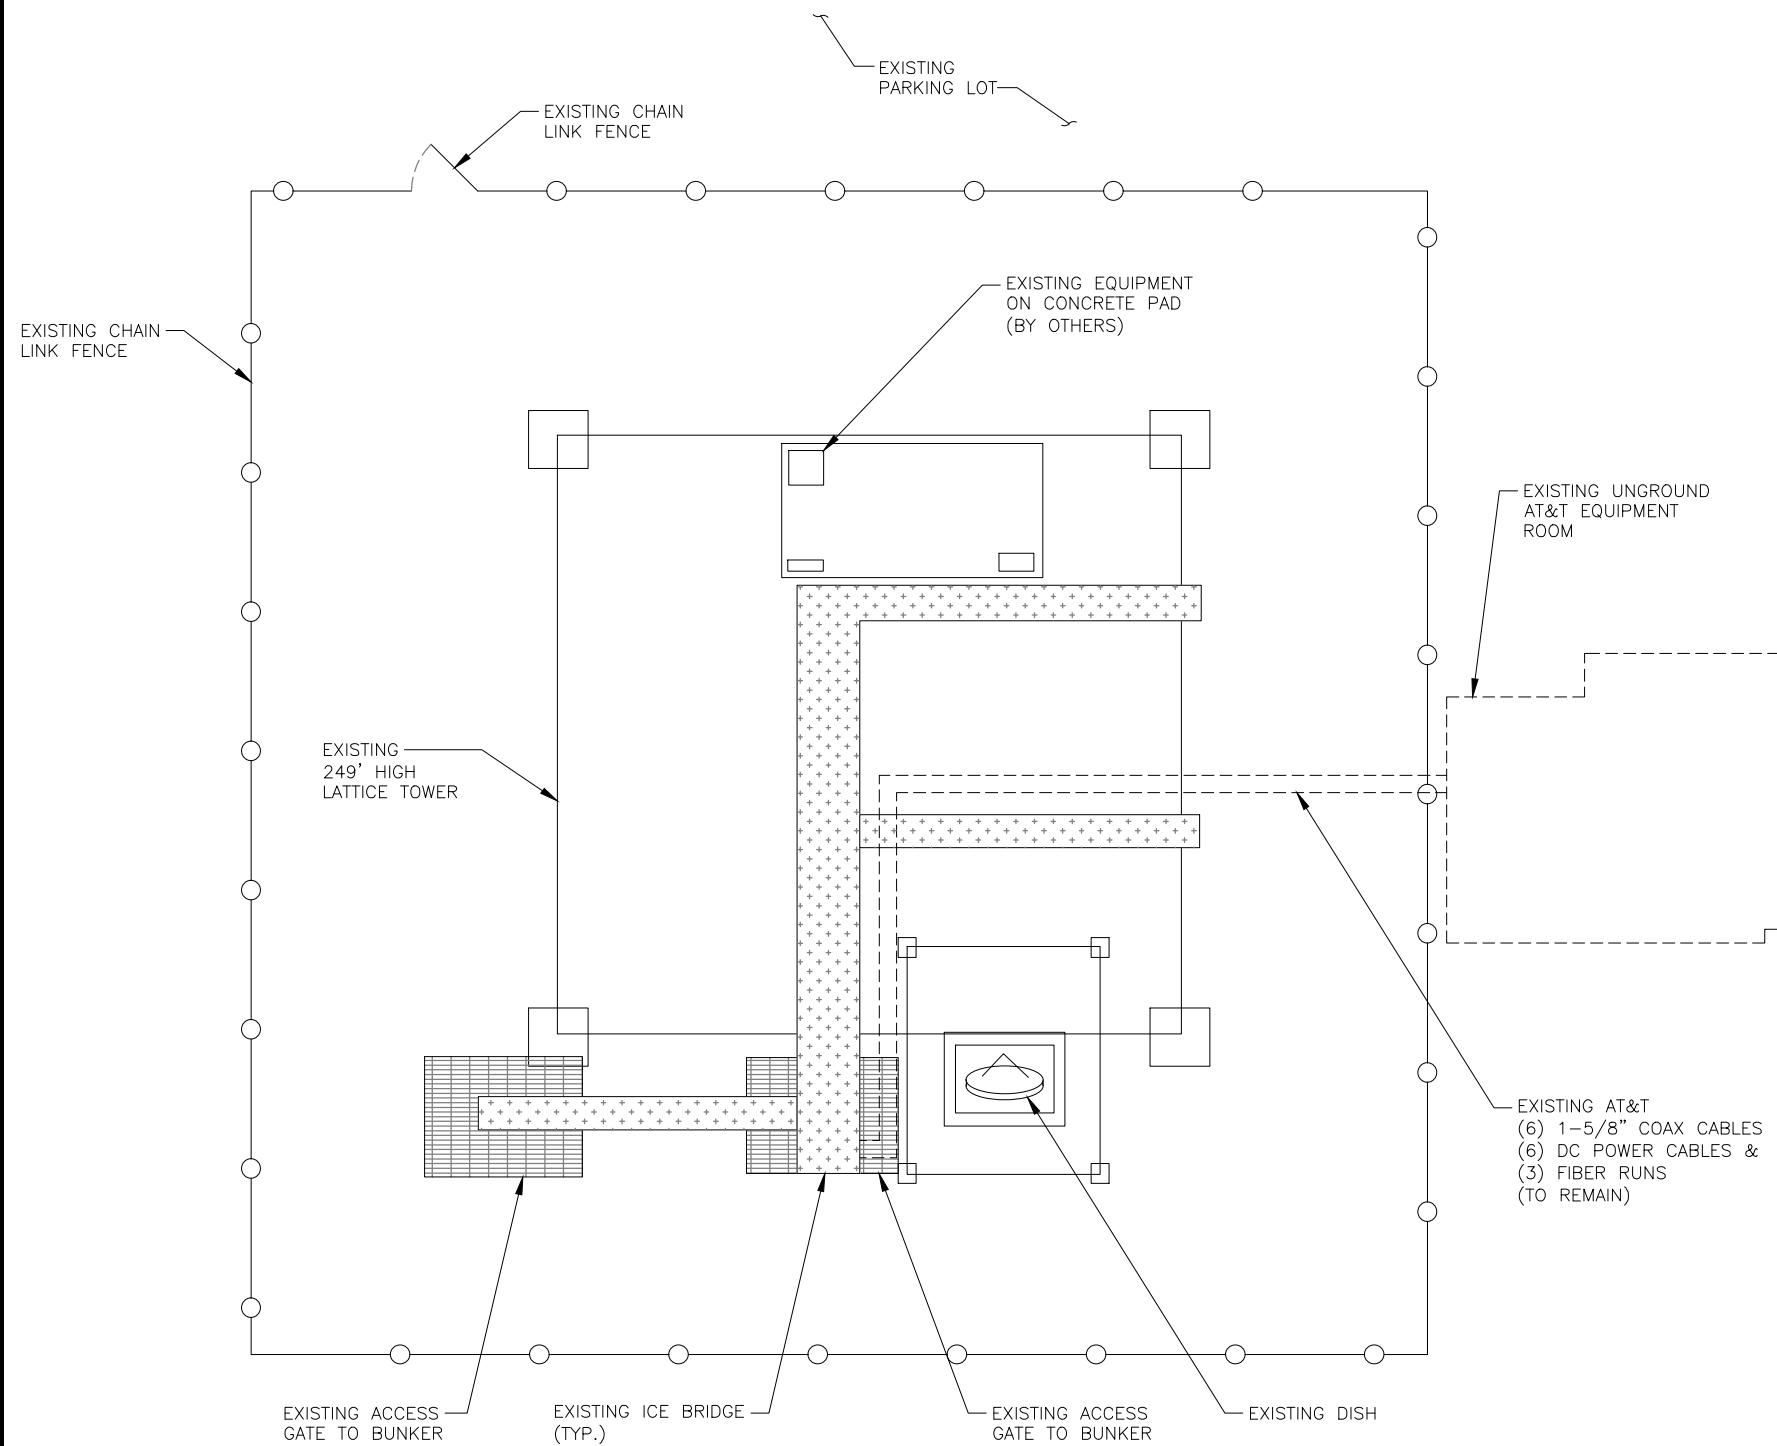 EXISTING
PARKING LOT
EXISTING CHAIN
LINK FENCE
EXISTING EQUIPMENT
ON CONCRETE PAD
(BY OTHERS)
EXISTING CHAIN
LINK FENCE
EXISTING UNGROUND
AT&T EQUIPMENT
ROOM
EXISTING
249' HIGH
LATTICE TOWER
EXISTING AT&T
(6) 1-5/8" COAX CABLES
(6) DC POWER CABLES &
(3) FIBER RUNS
(TO REMAIN)
EXISTING ACCESS
GATE TO BUNKER
EXISTING ICE BRIDGE
(TYP.)
EXISTING ACCESS
GATE TO BUNKER
EXISTING DISH